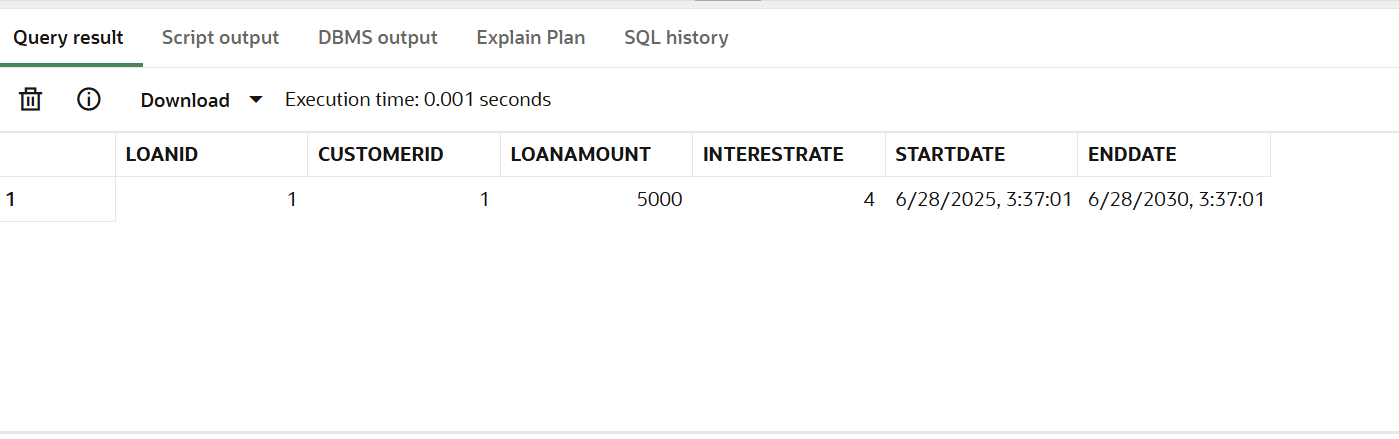 Query result Script output DBMS output Explain Plan SQL history
Download Execution time: 0.001 seconds
LOANID CUSTOMERID LOANAMOUNT INTERESTRATE STARTDATE ENDDATE
1 1 1 5000 4 6/28/2025, 3:37:01 6/28/2030, 3:37:01